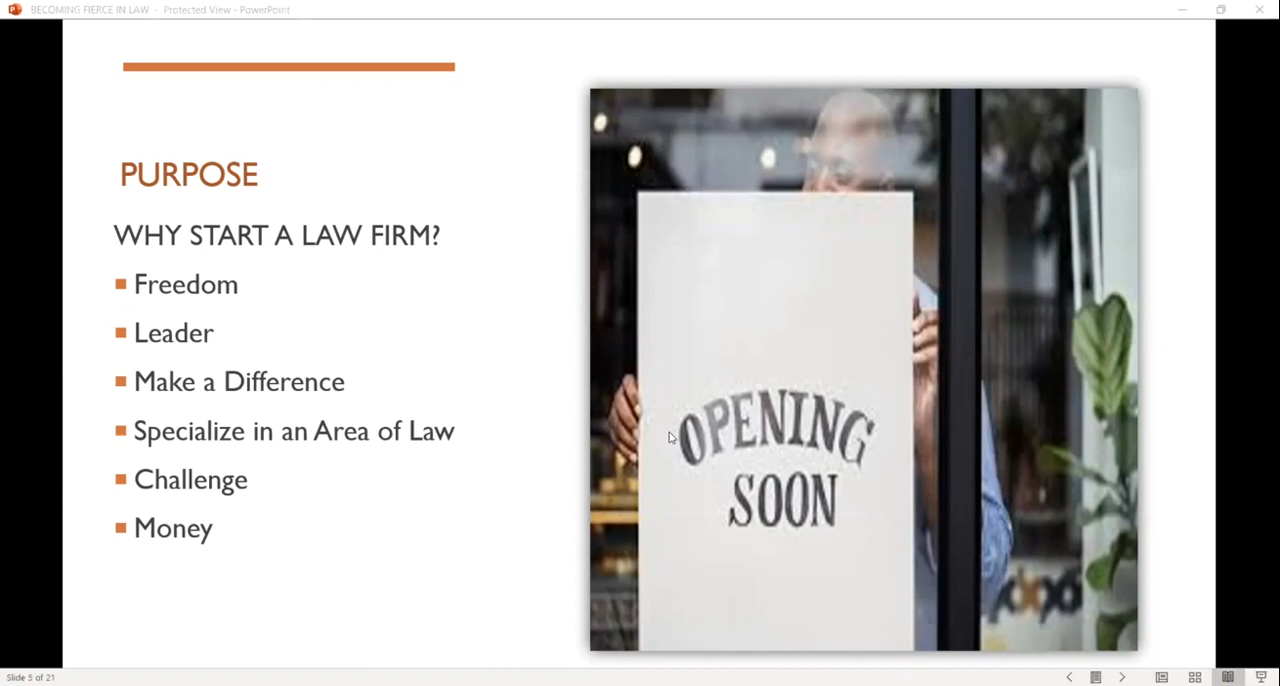 BECOMING FIERCE IN LAW - Protected View - PowerPoint
PURPOSE
WHY START A LAW FIRM?
Freedom
Leader
Make a Difference
Specialize in an Area of Law
Challenge
Money
OPENING
SOON
Slide 5 of 21